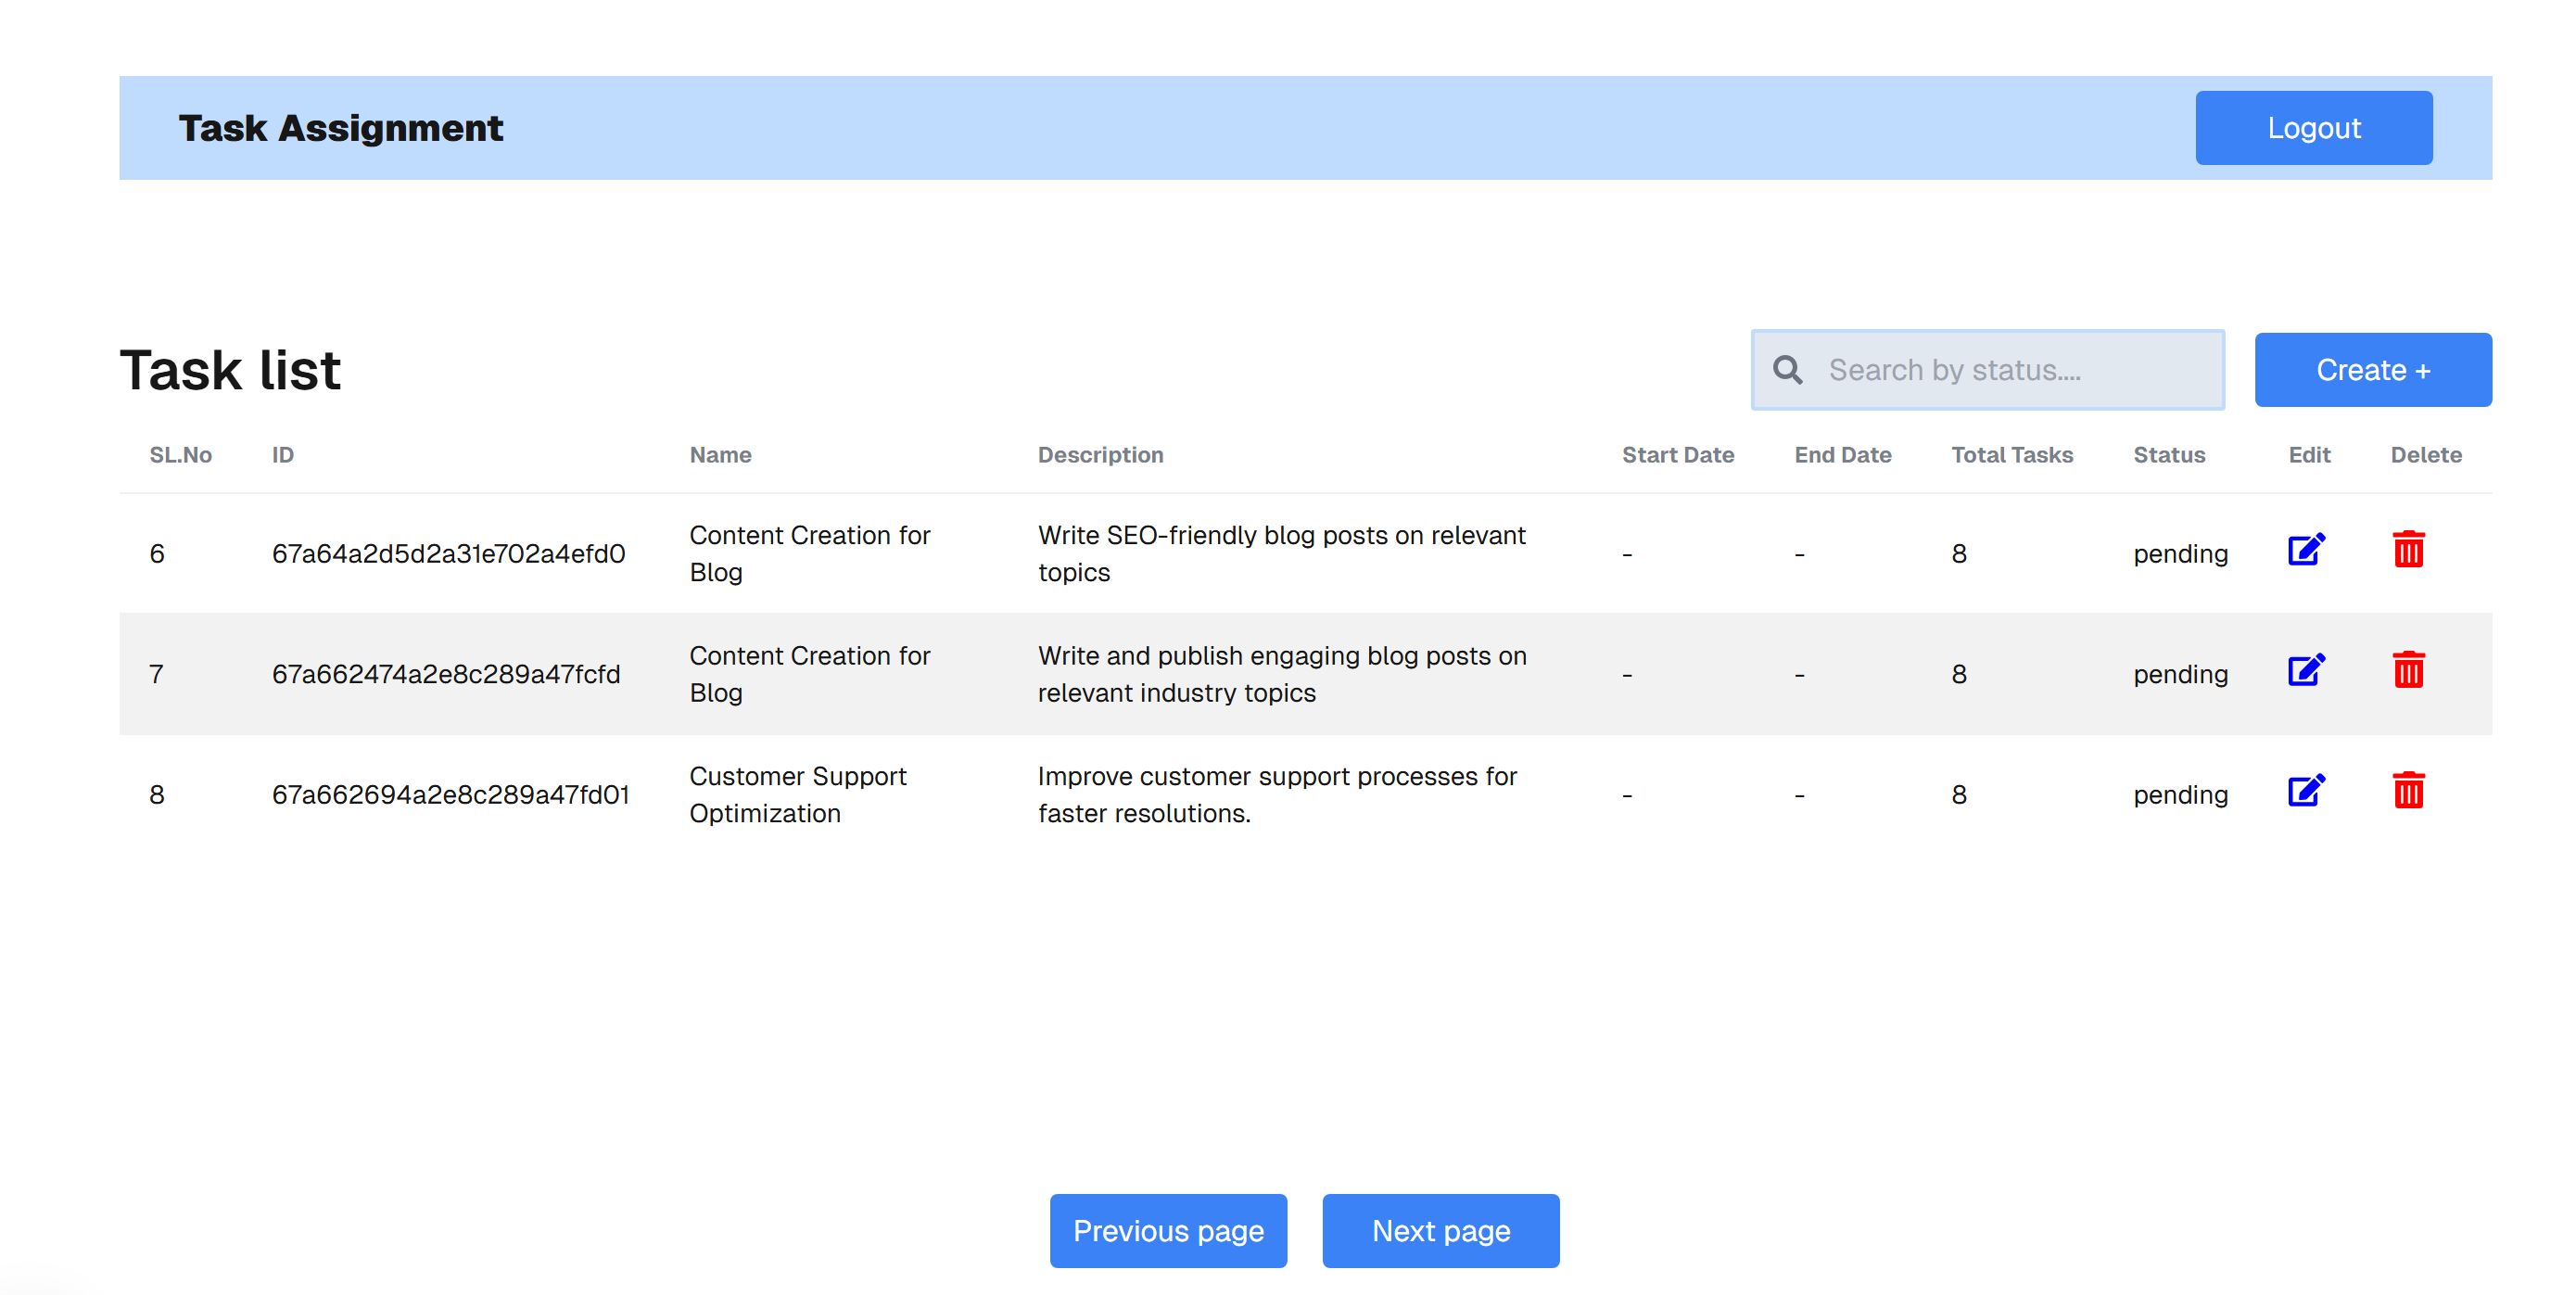 Task Assignment
Logout
Task list
Search by status....
Create +
SL.No ID Name Description Start Date End Date Total Tasks Status Edit Delete
6 67a64a2d5d2a31e702a4efd0 Content Creation for Blog Write SEO-friendly blog posts on relevant topics - - 8 pending
7 67a662474a2e8c289a47fcfd Content Creation for Blog Write and publish engaging blog posts on relevant industry topics - - 8 pending
8 67a662694a2e8c289a47fd01 Customer Support Optimization Improve customer support processes for faster resolutions. - - 8 pending
Previous page
Next page